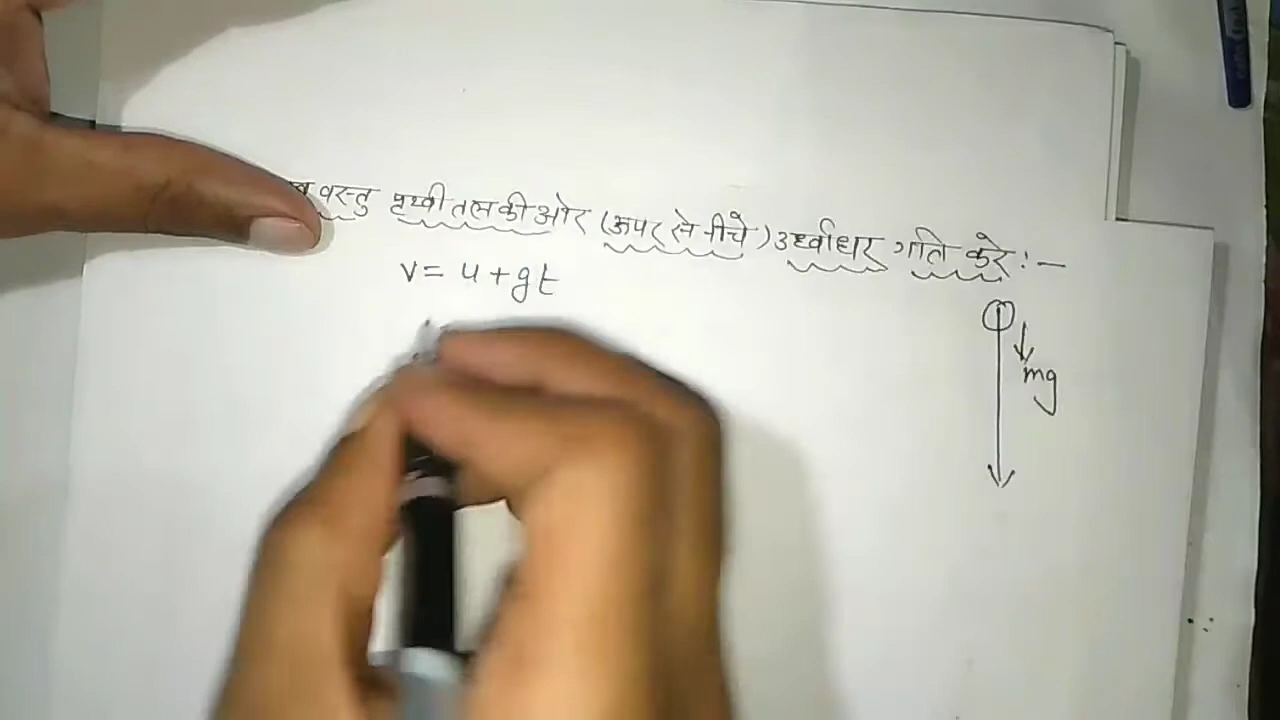 वस्तु पृथ्वी तल की ओर (ऊपर से नीचे) उर्ध्वाधर गति करे :-
v = u + gt
mg